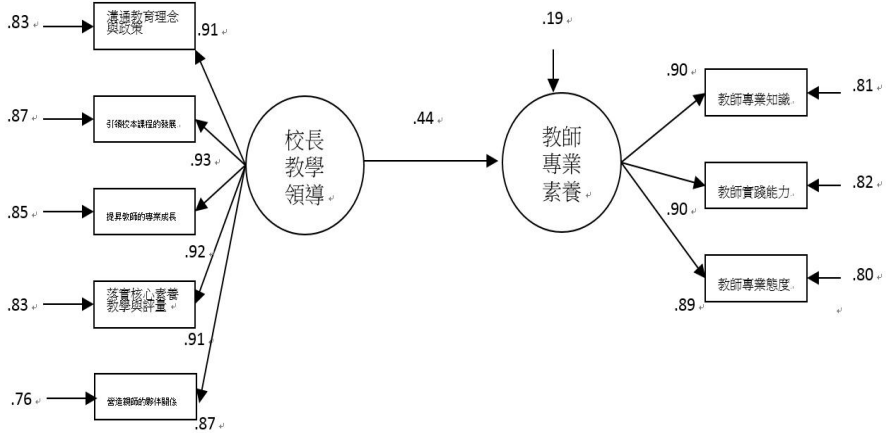 .83
溝通教育理念
與政策
.91
.87
引領校本課程的發展
.93
.85
提昇教師的專業成長
.92
.83
落實核心素養
教學與評量
.91
.76
營造親師的夥伴關係
.87
校長
教學
領導
.44
.19
教師
專業
素養
.90
教師專業知識
.81
.90
教師實踐能力
.82
.89
教師專業態度
.80